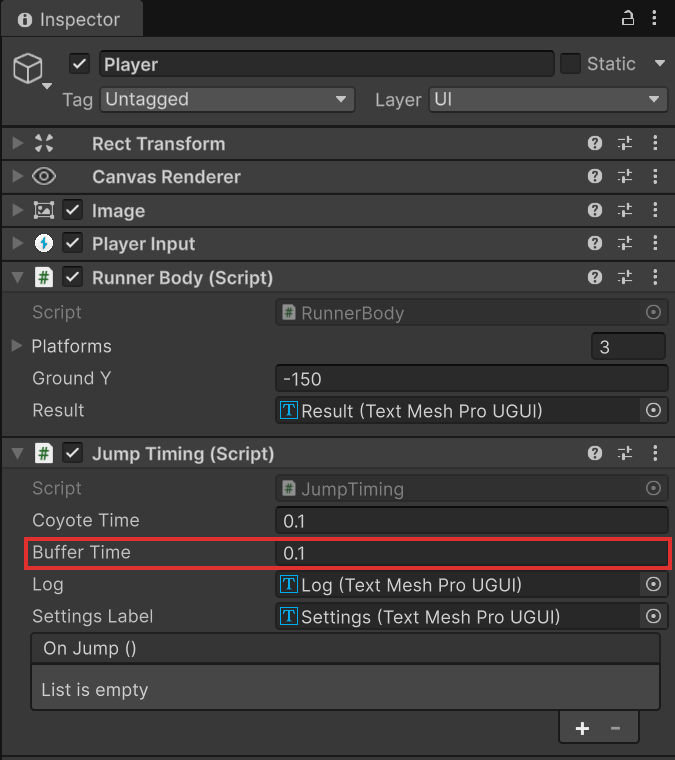 Inspector
Player
Static
Tag Untagged Layer UI
Rect Transform
Canvas Renderer
Image
Player Input
# Runner Body (Script)
Script # RunnerBody
Platforms 3
Ground Y -150
Result T Result (Text Mesh Pro UGUI)
# Jump Timing (Script)
Script # JumpTiming
Coyote Time 0.1
Buffer Time 0.1
Log T Log (Text Mesh Pro UGUI)
Settings Label T Settings (Text Mesh Pro UGUI)
On Jump ()
List is empty
+ -